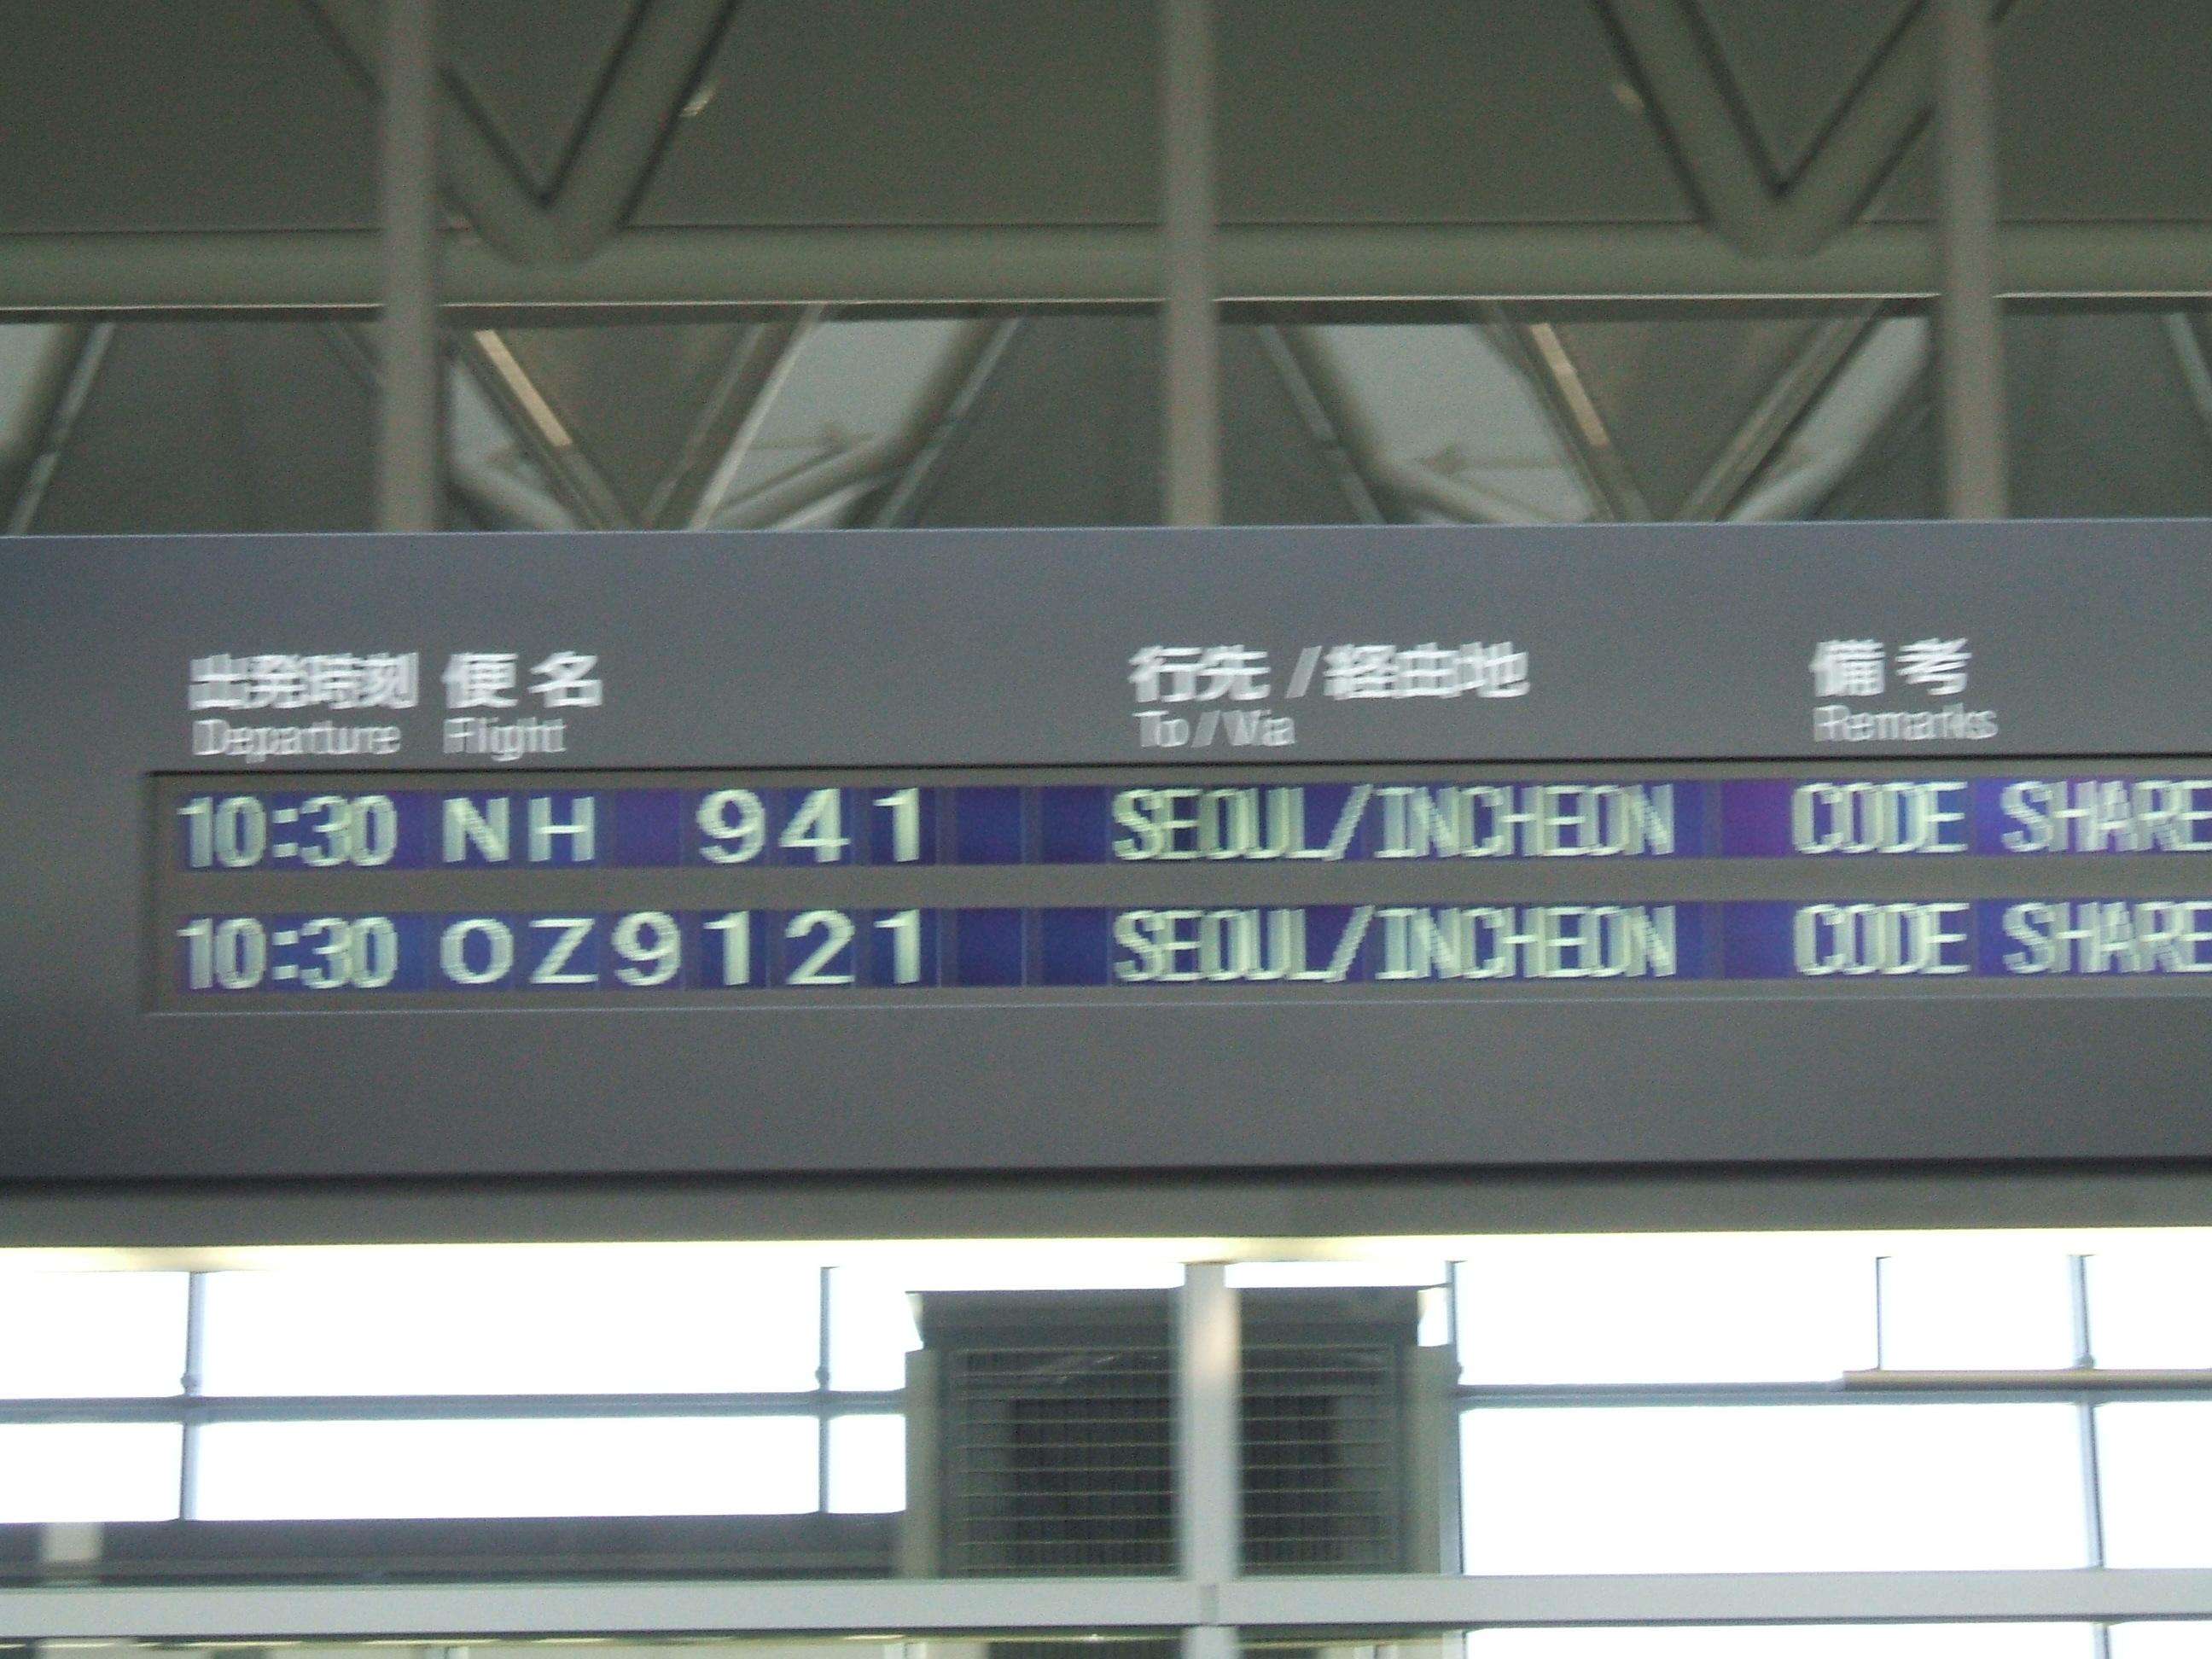 出発時刻 便名 行先/経由地 備考
Departure Flight To/Via Remarks
10:30 NH 941 SEOUL/INCHEON CODE SHARE
10:30 OZ9121 SEOUL/INCHEON CODE SHARE